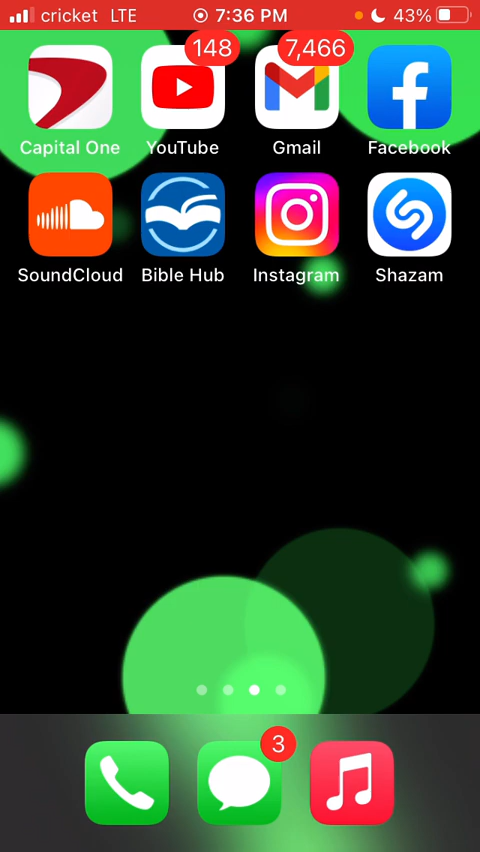 cricket LTE 7:36 PM 43%
148 7,466
Capital One YouTube Gmail Facebook
SoundCloud Bible Hub Instagram Shazam
3